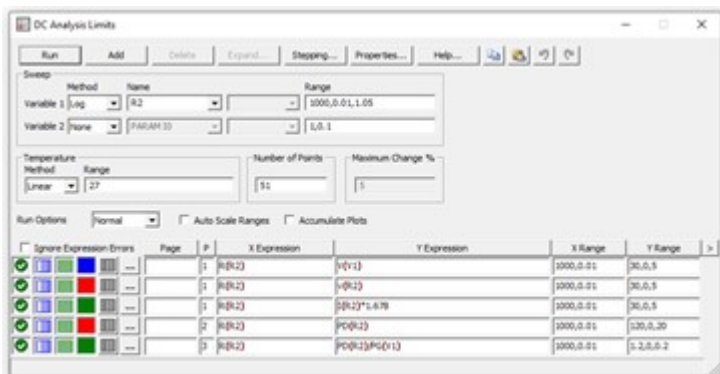 DC Analysis Limits
Run Add Delete Expand... Stepping... Properties... Help...
Sweep
Method Name Range
Variable 1 Log R2 1000,0.01,1.05
Variable 2 None PARAM ID 1,0.1
Temperature Number of Points Maximum Change %
Method Range
Linear 27 51 5
Run Options Normal Auto Scale Ranges Accumulate Plots
Ignore Expression Errors Page P X Expression Y Expression X Range Y Range >
... 1 R(R2) V(V1) 1000,0.01 30,0,5
... 1 R(R2) v(R2) 1000,0.01 30,0,5
... 1 R(R2) I(R2)*1.678 1000,0.01 30,0,5
... 2 R(R2) PD(R2) 1000,0.01 120,0,20
... 3 R(R2) PD(R2)/PG(V1) 1000,0.01 1.2,0,0.2